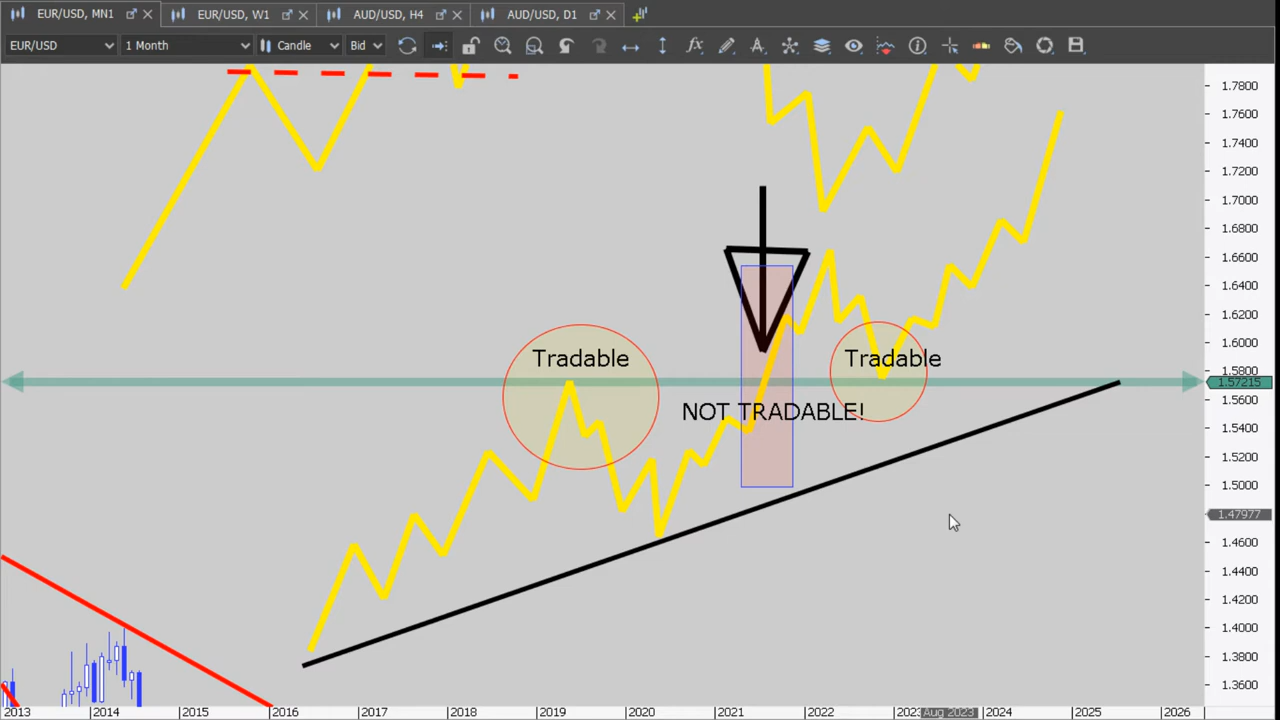 EUR/USD, MN1
EUR/USD, W1
AUD/USD, H4
AUD/USD, D1
EUR/USD
1 Month
Candle
Bid
1.7800
1.7600
1.7400
1.7200
1.7000
1.6800
1.6600
1.6400
1.6200
1.6000
Tradable
Tradable
1.5800
1.57215
1.5600
NOT TRADABLE!
1.5400
1.5200
1.5000
1.47977
1.4600
1.4400
1.4200
1.4000
1.3800
1.3600
2013 2014 2015 2016 2017 2018 2019 2020 2021 2022 2023 Aug 2023 2024 2025 2026